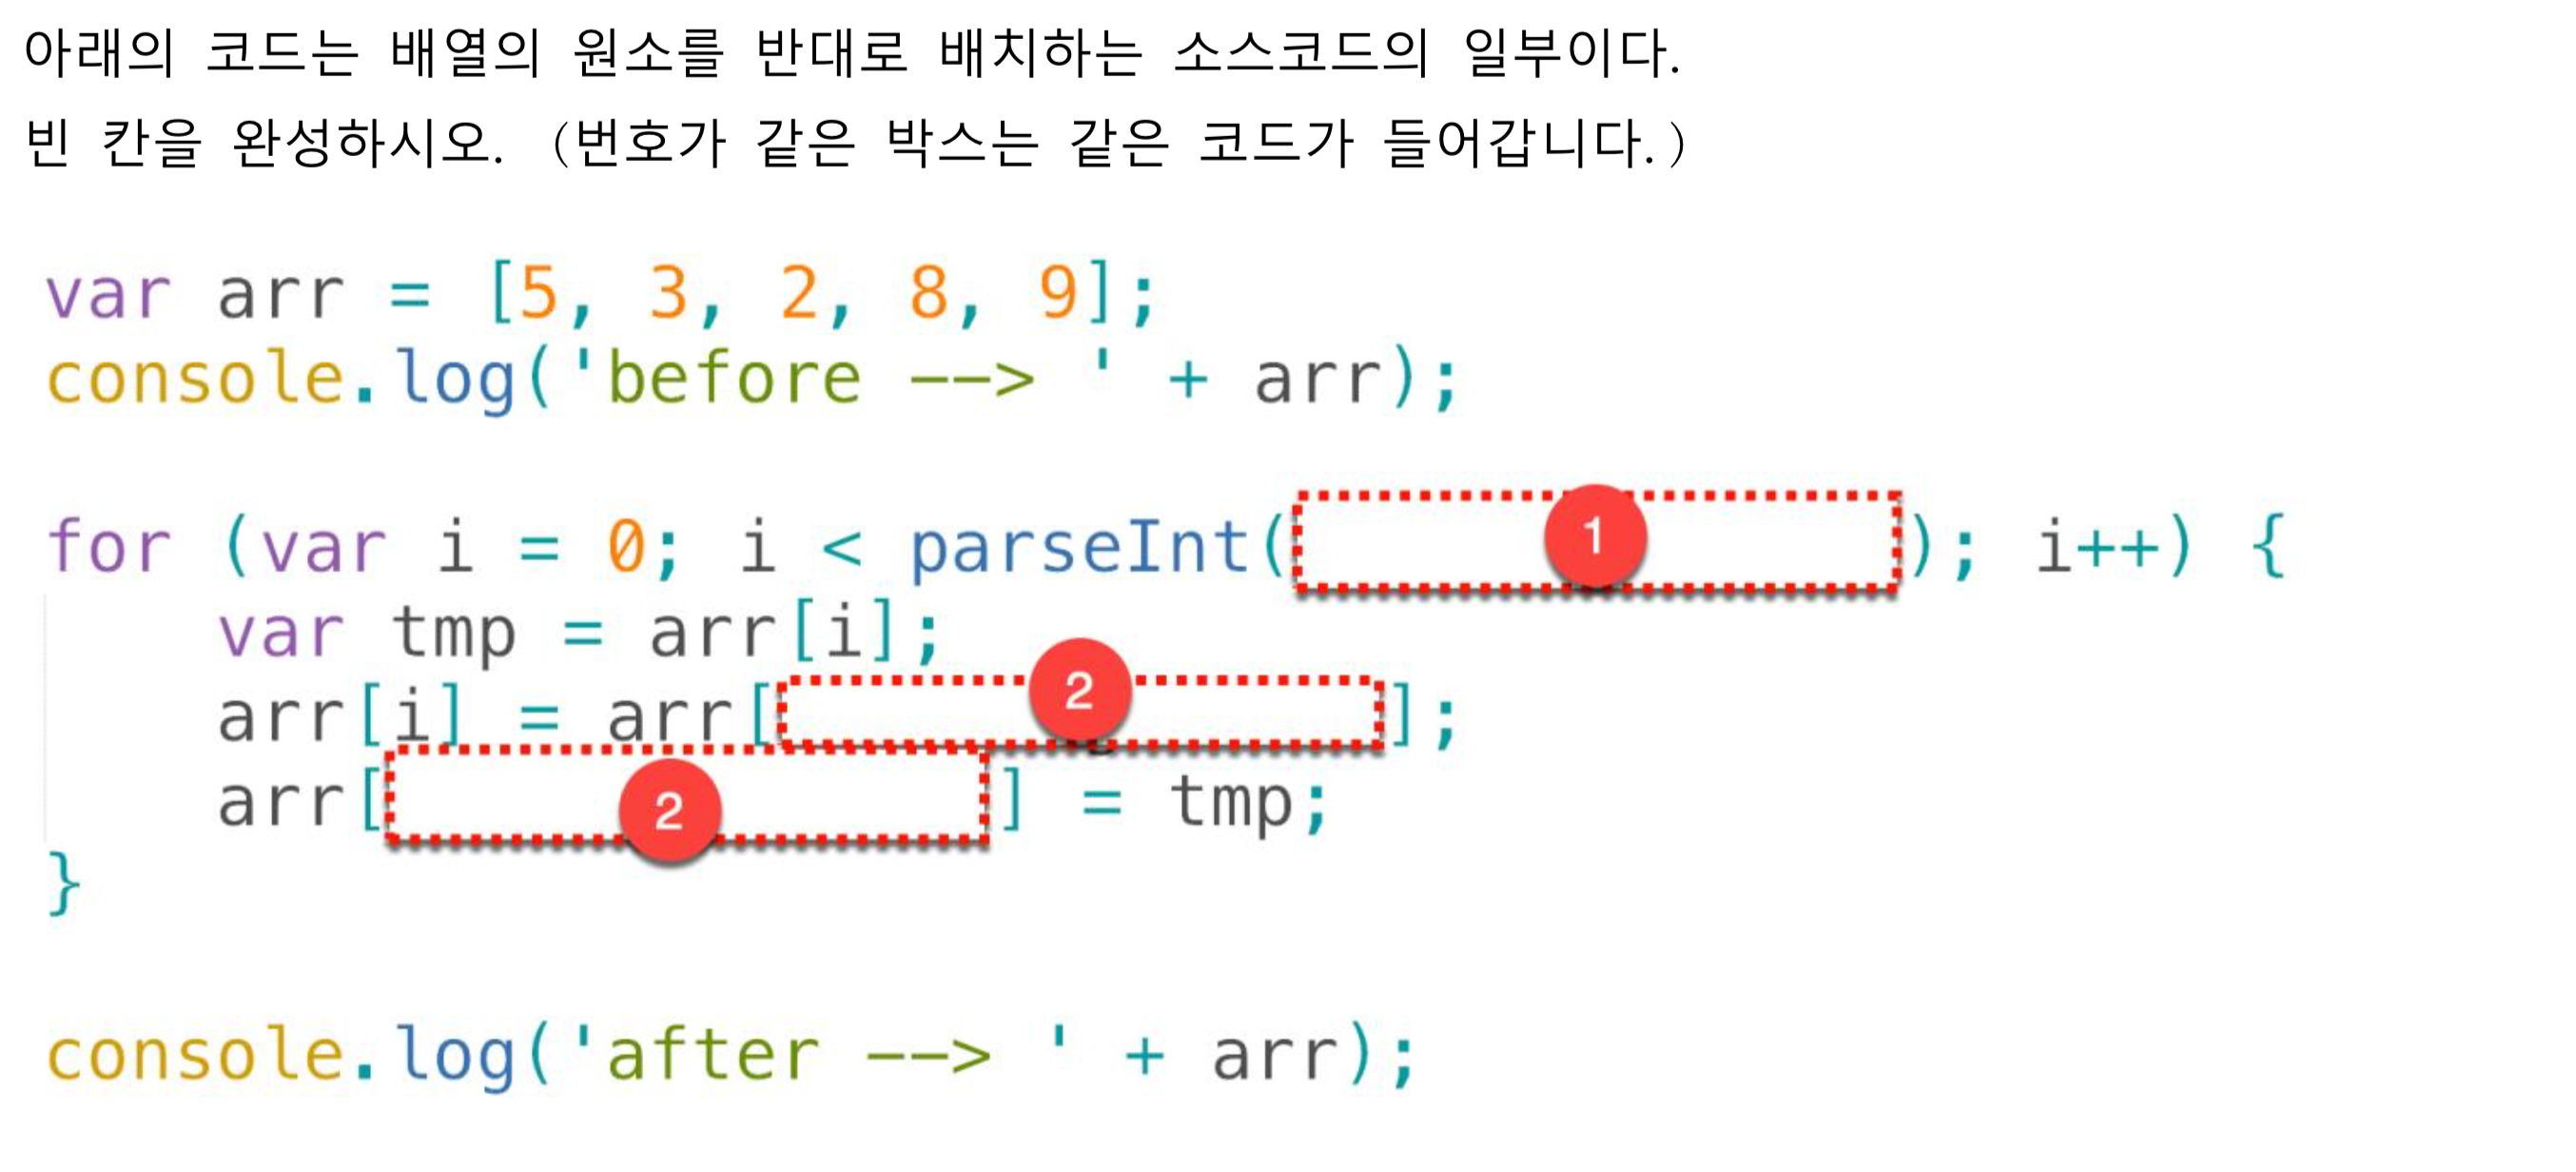 아래의 코드는 배열의 원소를 반대로 배치하는 소스코드의 일부이다.
빈 칸을 완성하시오. (번호가 같은 박스는 같은 코드가 들어갑니다.)
var arr = [5, 3, 2, 8, 9];
console.log('before --> ' + arr);
for (var i = 0; i < parseInt( 1 ); i++) {
var tmp = arr[i];
arr[i] = arr[ 2 ];
arr[ 2 ] = tmp;
}
console.log('after --> ' + arr);